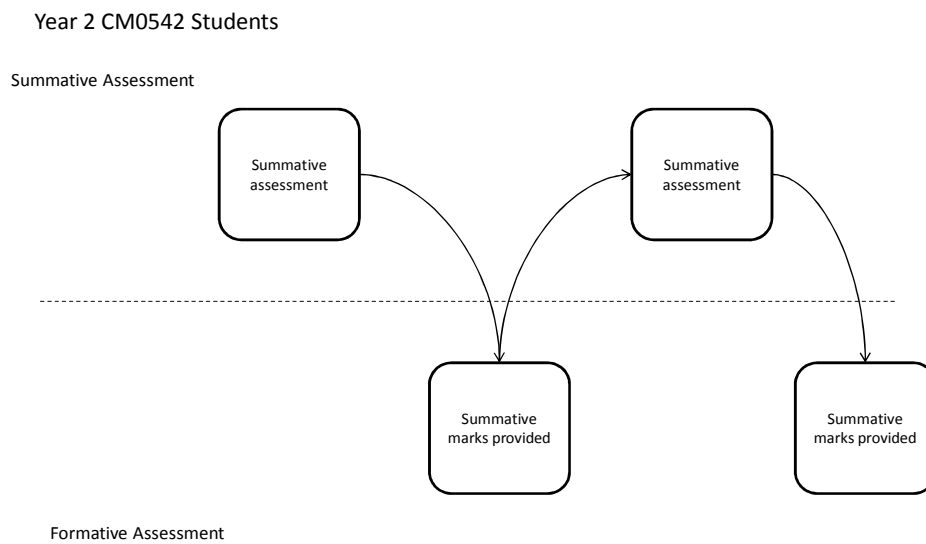 Year 2 CM0542 Students
Summative Assessment
Summative
assessment
Summative
assessment
Summative
marks provided
Summative
marks provided
Formative Assessment